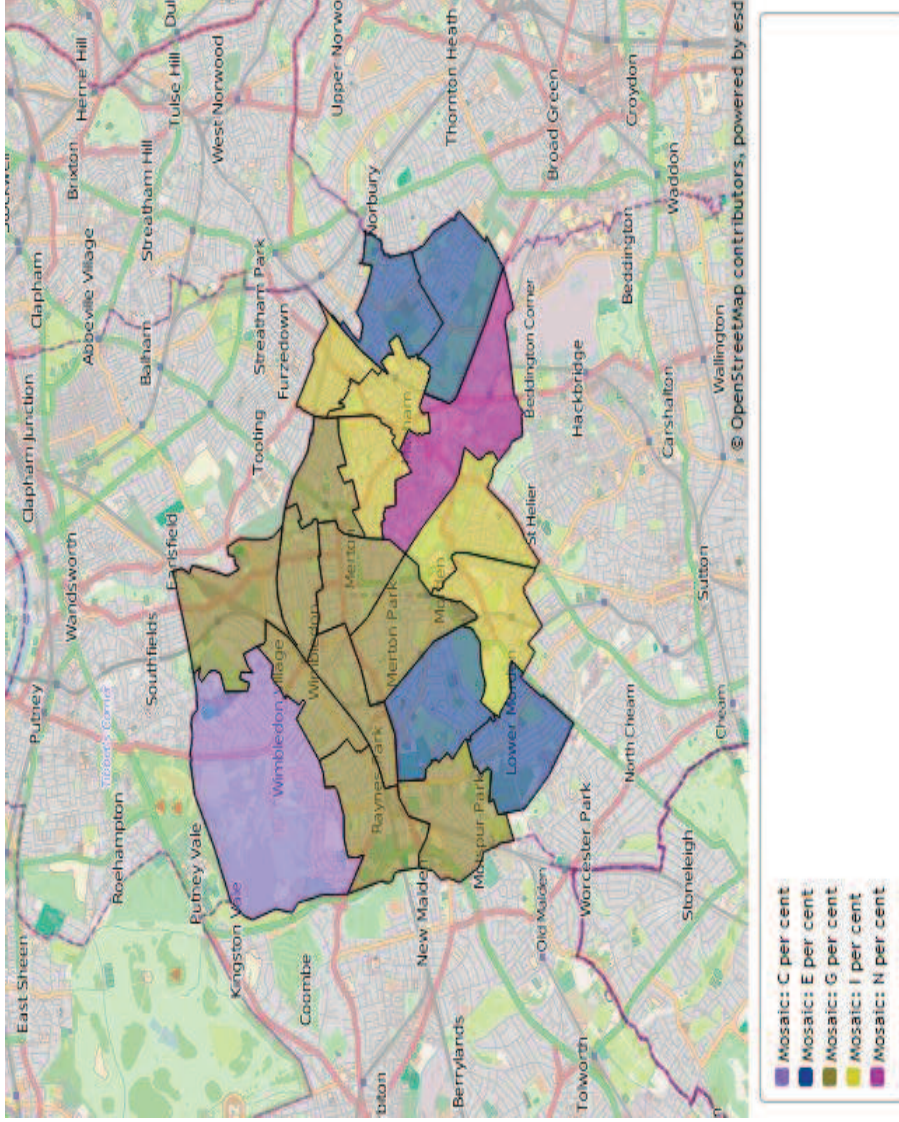 East Sheen
Roehampton
Putney
Wandsworth
Clapham Junction
Clapham
Abbeville Village
Brixton
Herne Hill
Tulse Hill
Streatham Hill
Balham
West Norwood
Tibbet's Corner
Southfields
Earlsfield
Putney Vale
Kingston Vale
Tooting
Furzedown
Streatham Park
Upper Norwo
Wimbledon Village
Wimbledon
Coombe
Norbury
Thornton Heath
Raynes Park
Merton Park
Merton
New Malden
Motspur Park
Lower Morden
Morden
St Helier
Beddington Corner
Broad Green
Croydon
Berrylands
Old Malden
Worcester Park
Hackbridge
Beddington
Waddon
Tolworth
North Cheam
Stoneleigh
Cheam
Sutton
Carshalton
Wallington
© OpenStreetMap contributors, powered by esd
Mosaic: C per cent
Mosaic: E per cent
Mosaic: G per cent
Mosaic: I per cent
Mosaic: N per cent